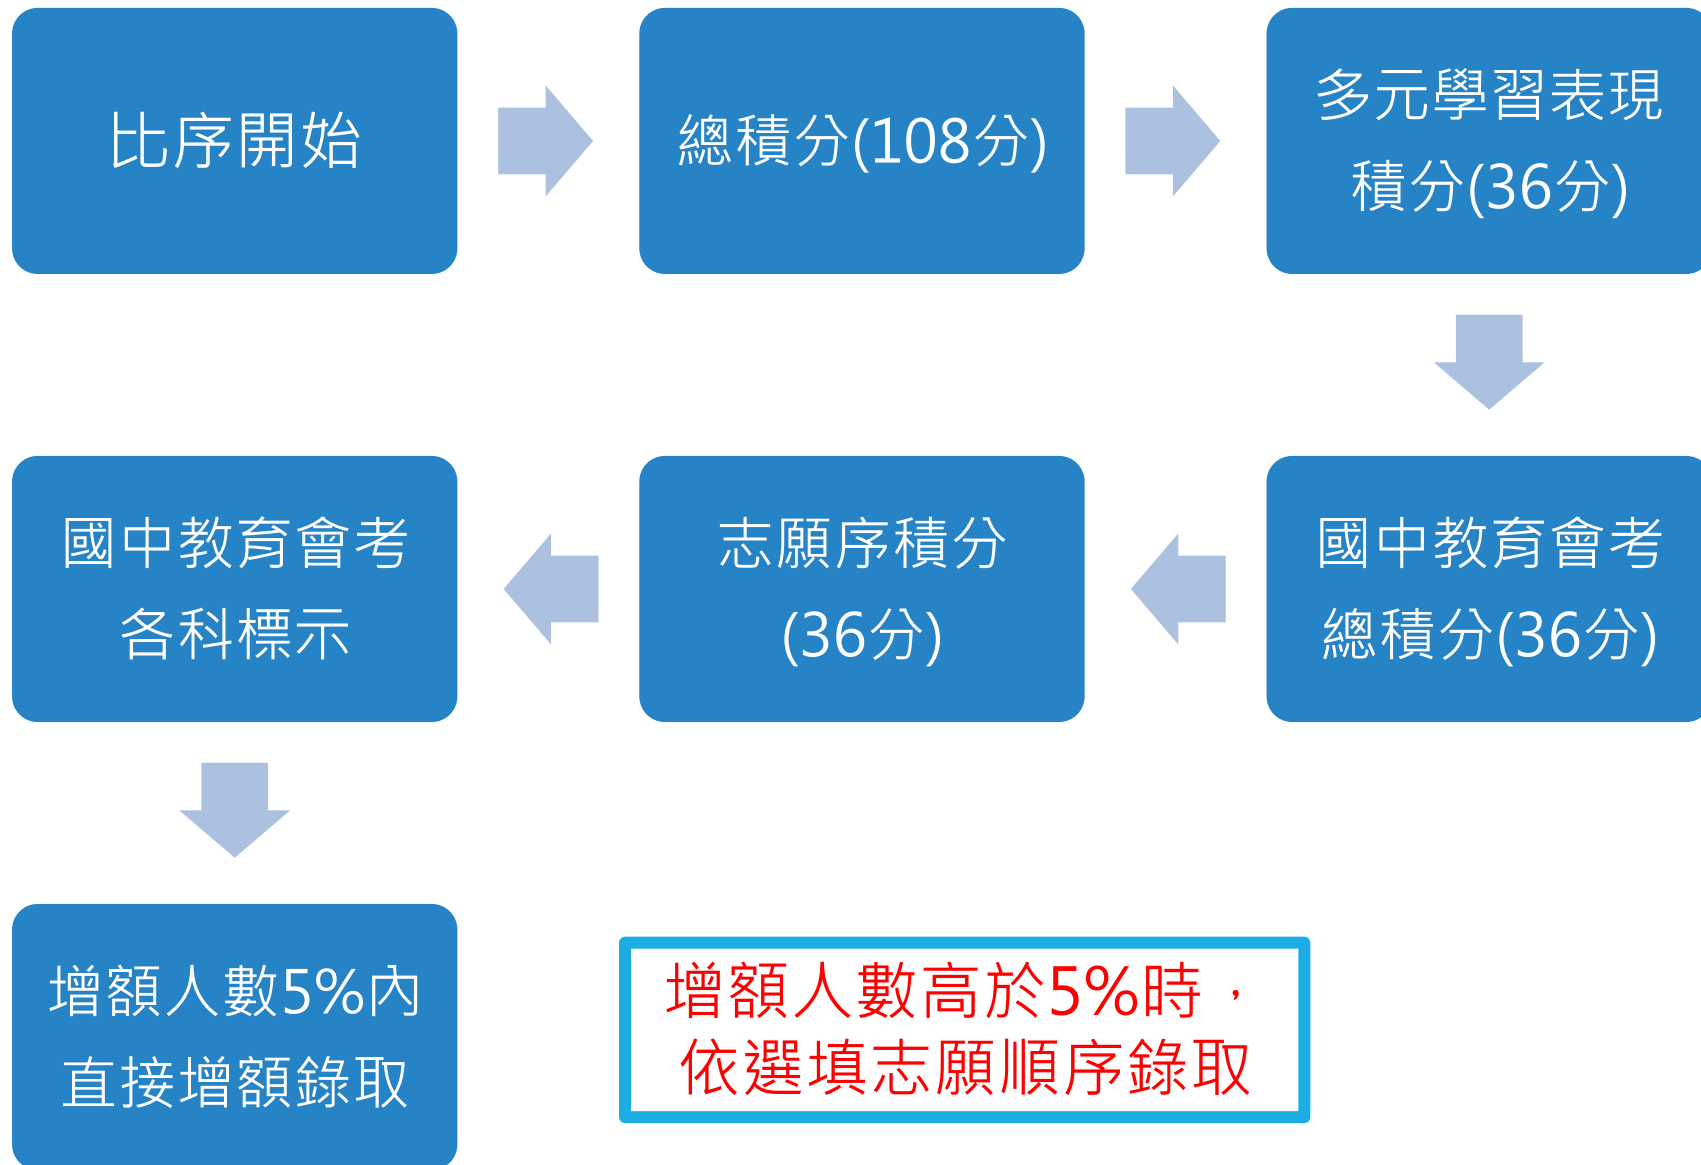 比序開始
總積分(108分)
多元學習表現
積分(36分)
國中教育會考
總積分(36分)
志願序積分
(36分)
國中教育會考
各科標示
增額人數5%內
直接增額錄取
增額人數高於5%時，
依選填志願順序錄取